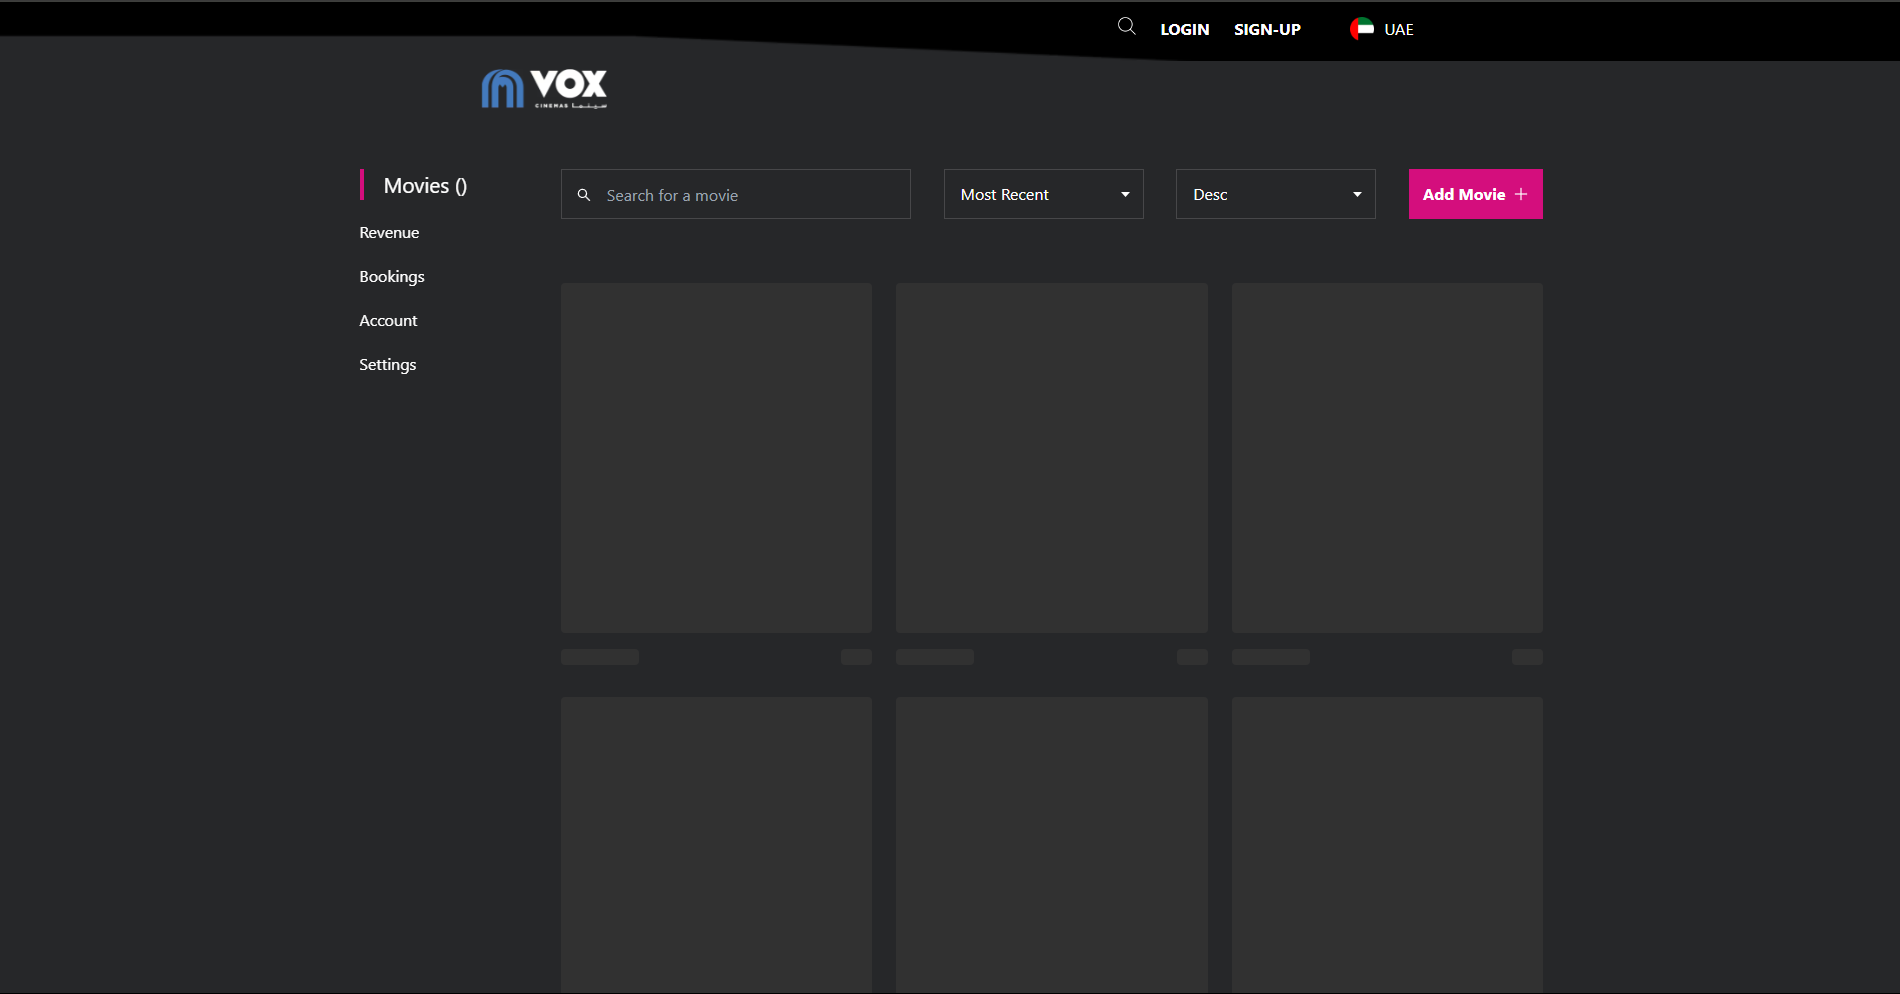 LOGIN SIGN-UP UAE
VOX
CINEMAS سينما
Movies ()
Search for a movie
Most Recent
Desc
Add Movie +
Revenue
Bookings
Account
Settings